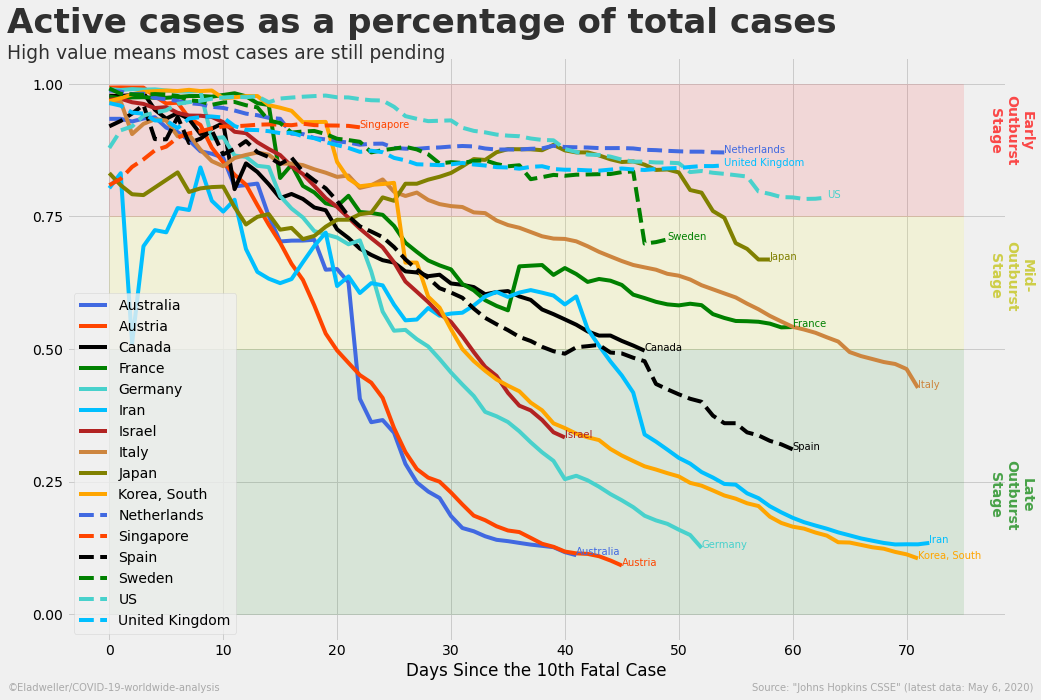 Active cases as a percentage of total cases
High value means most cases are still pending
1.00
0.75
0.50
0.25
0.00
Early
Outburst
Stage
Mid-
Outburst
Stage
Late
Outburst
Stage
Singapore
Netherlands
United Kingdom
US
Sweden
Japan
France
Canada
Italy
Israel
Spain
Germany
Australia
Austria
Iran
Korea, South
Australia
Austria
Canada
France
Germany
Iran
Israel
Italy
Japan
Korea, South
Netherlands
Singapore
Spain
Sweden
US
United Kingdom
0 10 20 30 40 50 60 70
Days Since the 10th Fatal Case
©Eladweller/COVID-19-worldwide-analysis
Source: "Johns Hopkins CSSE" (latest data: May 6, 2020)